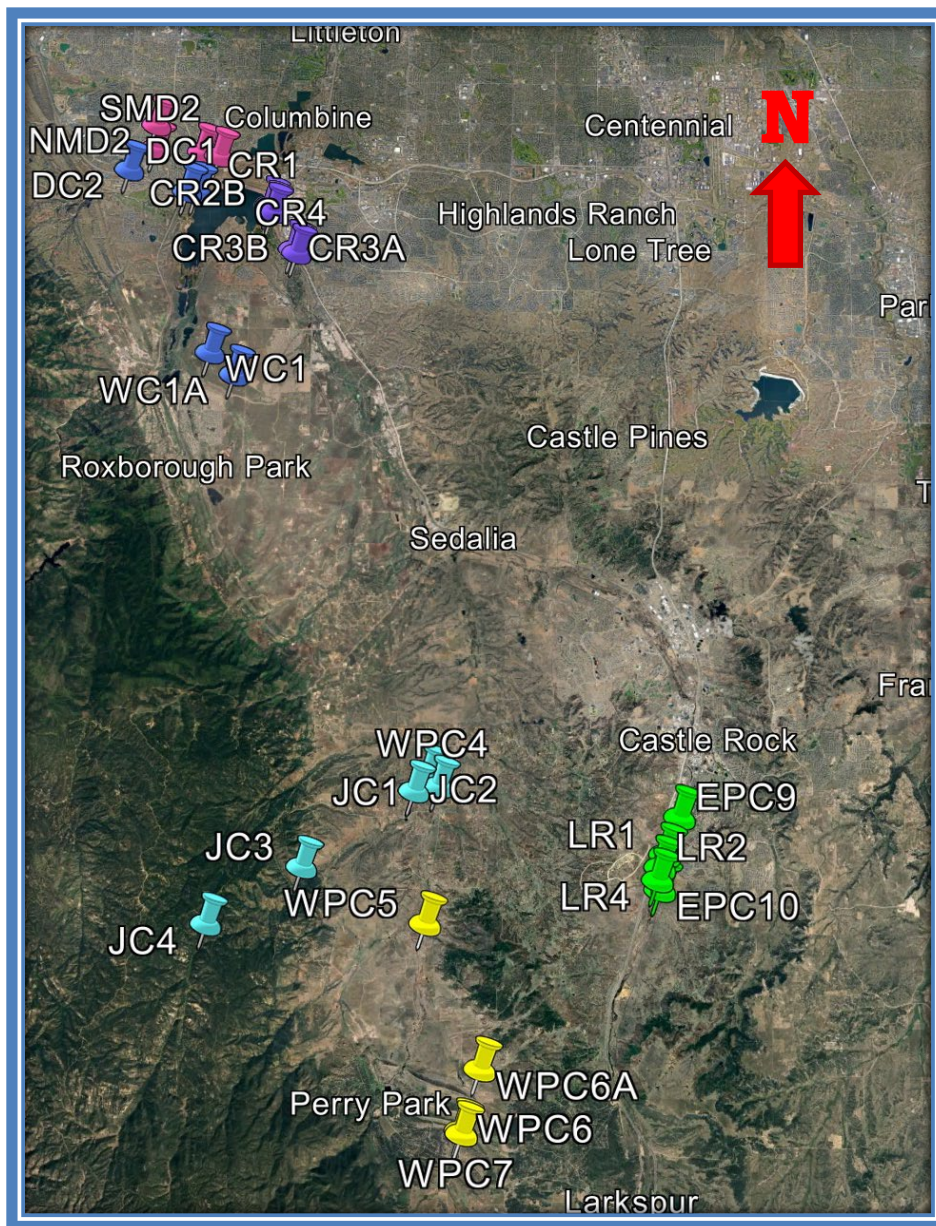 Littleton
SMD2
Columbine
N
NMD2
DC1
CR1
Centennial
DC2
CR2B
CR4
Highlands Ranch
CR3B
CR3A
Lone Tree
Par
WC1A
WC1
Castle Pines
Roxborough Park
T
Sedalia
Fran
WPC4
Castle Rock
JC1
JC2
EPC9
JC3
LR1
LR2
WPC5
LR4
EPC10
JC4
WPC6A
Perry Park
WPC6
WPC7
Larkspur